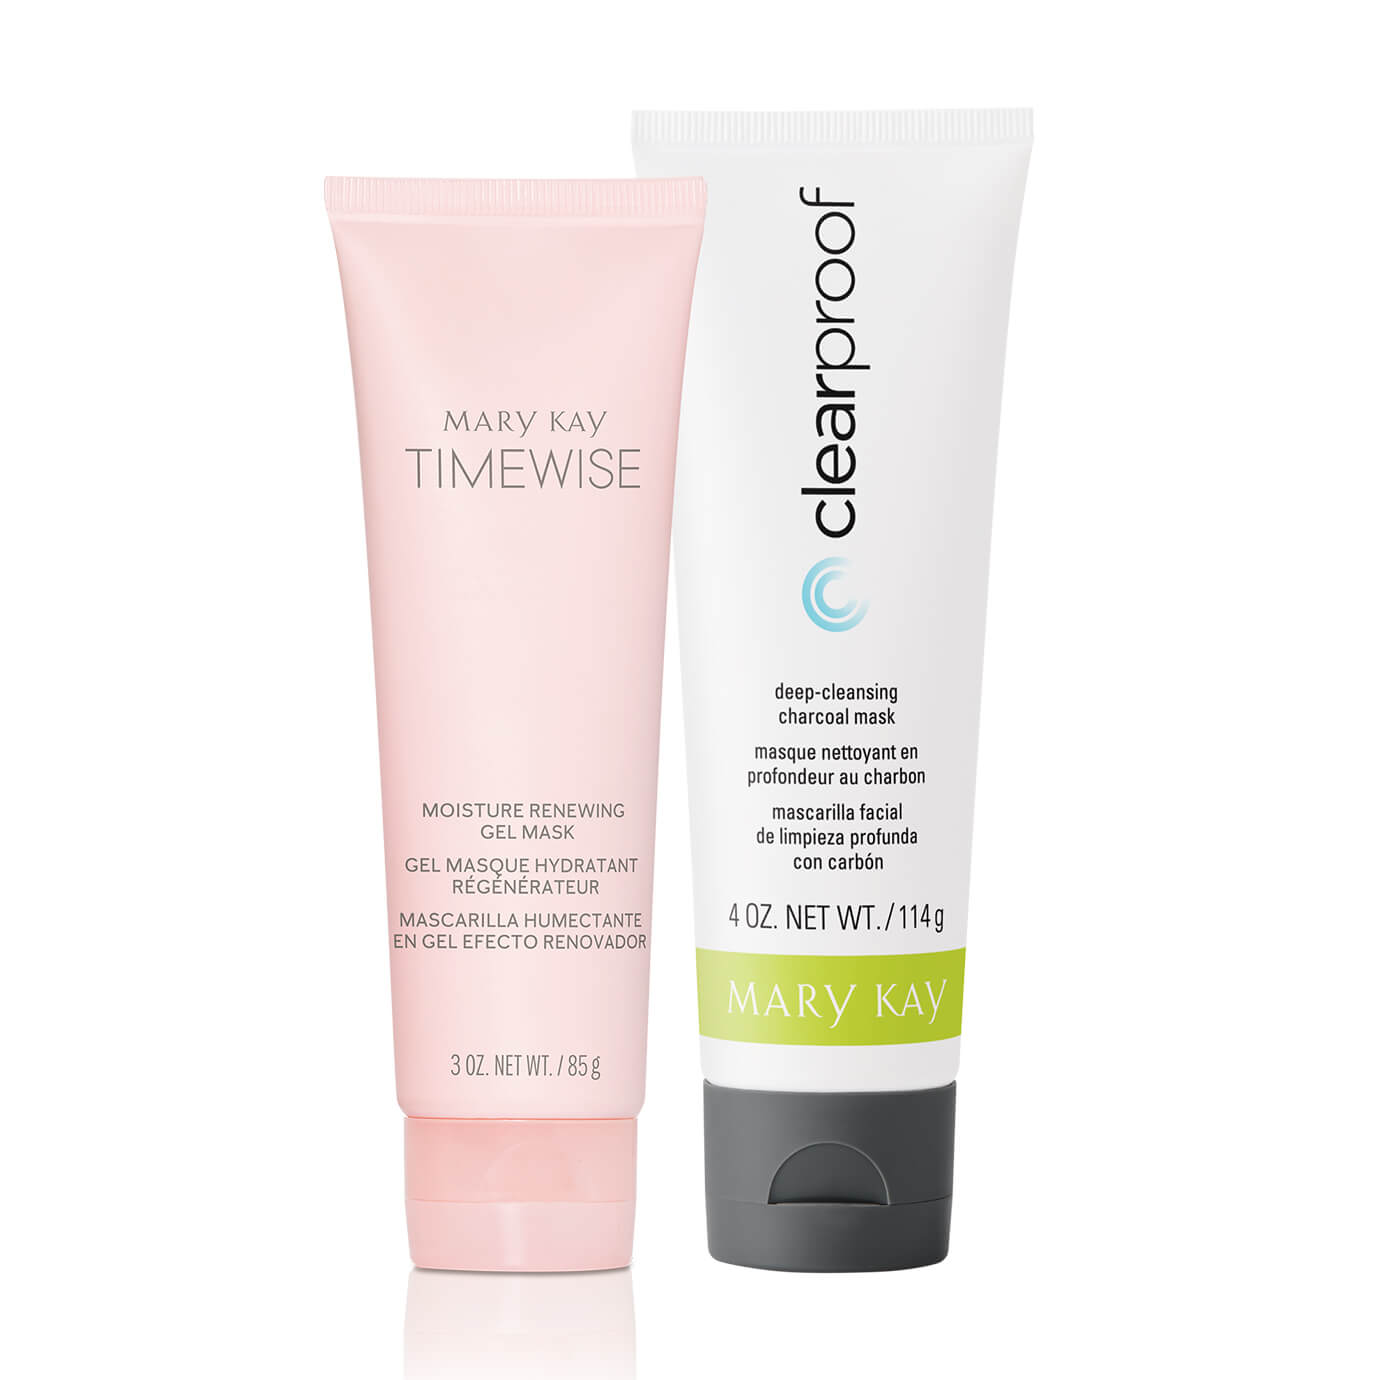 MARY KAY
TIMEWISE
MOISTURE RENEWING
GEL MASK
GEL MASQUE HYDRATANT
RÉGÉNÉRATEUR
MASCARILLA HUMECTANTE
EN GEL EFECTO RENOVADOR
3 OZ. NET WT. / 85 g
clearproof
deep-cleansing
charcoal mask
masque nettoyant en
profondeur au charbon
mascarilla facial
de limpieza profunda
con carbón
4 OZ. NET WT. / 114 g
MARY KAY